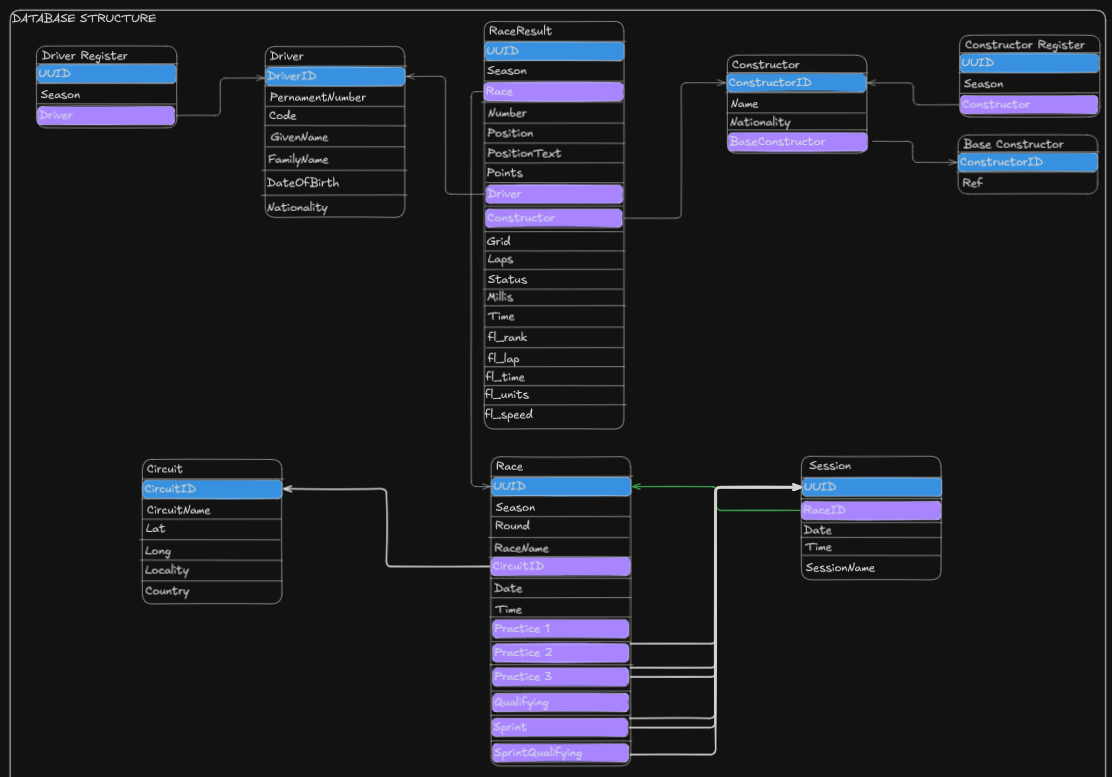 DATABASE STRUCTURE
Driver Register
UUID
Season
Driver
Driver
DriverID
PernamentNumber
Code
GivenName
FamilyName
DateOfBirth
Nationality
RaceResult
UUID
Season
Race
Number
Position
PositionText
Points
Driver
Constructor
Grid
Laps
Status
Millis
Time
fl_rank
fl_lap
fl_time
fl_units
fl_speed
Constructor
ConstructorID
Name
Nationality
BaseConstructor
Constructor Register
UUID
Season
Constructor
Base Constructor
ConstructorID
Ref
Circuit
CircuitID
CircuitName
Lat
Long
Locality
Country
Race
UUID
Season
Round
RaceName
CircuitID
Date
Time
Practice 1
Practice 2
Practice 3
Qualifying
Sprint
SprintQualifying
Session
UUID
RaceID
Date
Time
SessionName